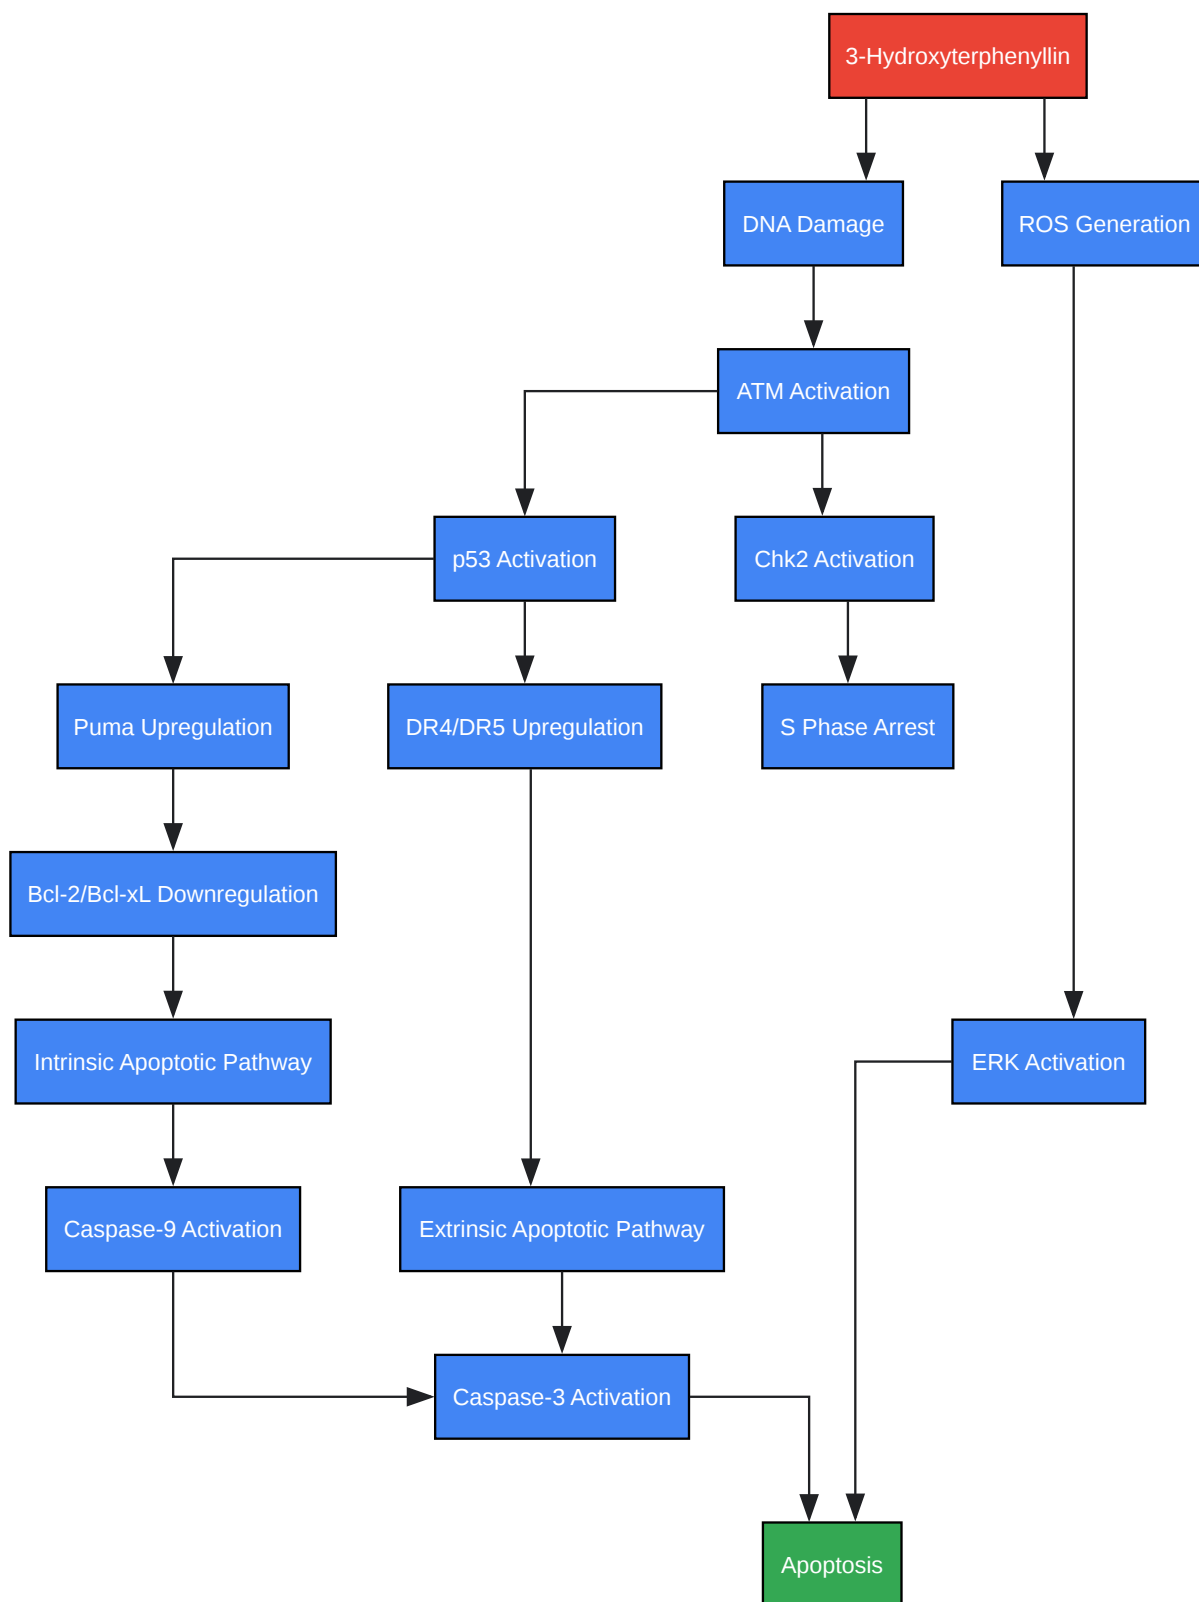 3-Hydroxyterphenyllin
DNA Damage
ROS Generation
ATM Activation
p53 Activation
Chk2 Activation
Puma Upregulation
DR4/DR5 Upregulation
S Phase Arrest
Bcl-2/Bcl-xL Downregulation
Intrinsic Apoptotic Pathway
ERK Activation
Caspase-9 Activation
Extrinsic Apoptotic Pathway
Caspase-3 Activation
Apoptosis